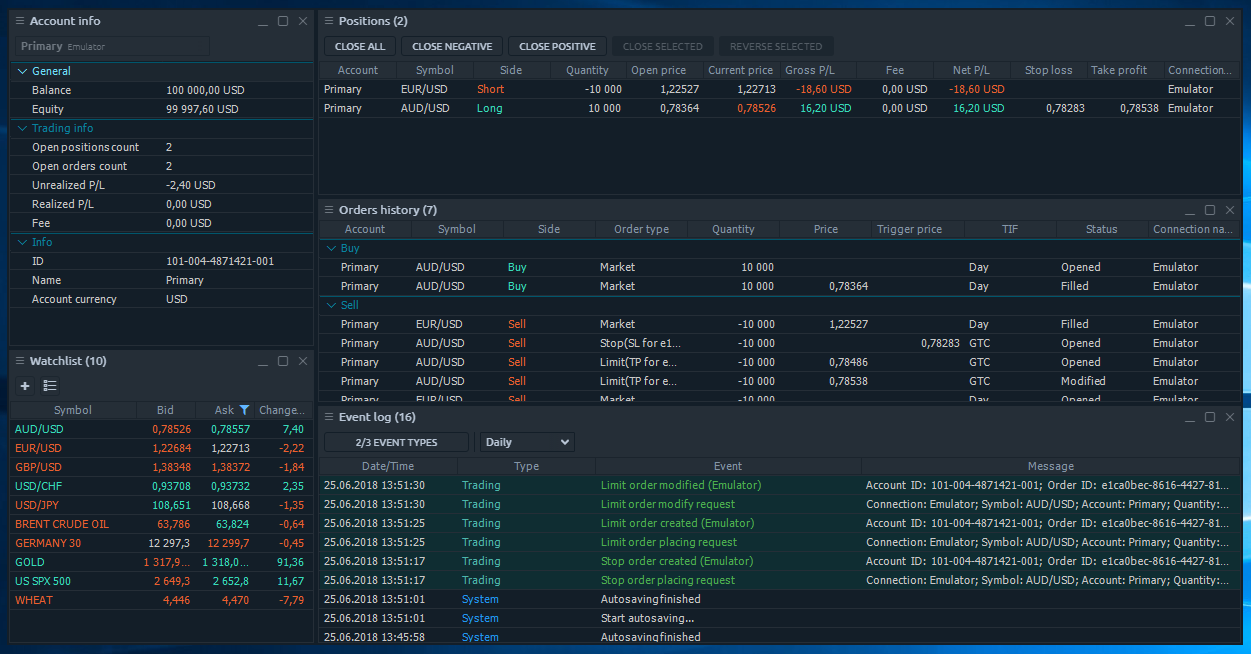 Account info
Primary Emulator
General
Balance 100 000,00 USD
Equity 99 997,60 USD
Trading info
Open positions count 2
Open orders count 2
Unrealized P/L -2,40 USD
Realized P/L 0,00 USD
Fee 0,00 USD
Info
ID 101-004-4871421-001
Name Primary
Account currency USD
Watchlist (10)
Symbol Bid Ask Change...
AUD/USD 0,78526 0,78557 7,40
EUR/USD 1,22684 1,22713 -2,22
GBP/USD 1,38348 1,38372 -1,84
USD/CHF 0,93708 0,93732 2,35
USD/JPY 108,651 108,668 -1,35
BRENT CRUDE OIL 63,786 63,824 -0,64
GERMANY 30 12 297,3 12 299,7 -0,45
GOLD 1 317,9... 1 318,0... 91,36
US SPX 500 2 649,3 2 652,8 11,67
WHEAT 4,446 4,470 -7,79
Positions (2)
CLOSE ALL CLOSE NEGATIVE CLOSE POSITIVE CLOSE SELECTED REVERSE SELECTED
Account Symbol Side Quantity Open price Current price Gross P/L Fee Net P/L Stop loss Take profit Connection...
Primary EUR/USD Short -10 000 1,22527 1,22713 -18,60 USD 0,00 USD -18,60 USD Emulator
Primary AUD/USD Long 10 000 0,78364 0,78526 16,20 USD 0,00 USD 16,20 USD 0,78283 0,78538 Emulator
Orders history (7)
Account Symbol Side Order type Quantity Price Trigger price TIF Status Connection na...
Buy
Primary AUD/USD Buy Market 10 000 Day Opened Emulator
Primary AUD/USD Buy Market 10 000 0,78364 Day Filled Emulator
Sell
Primary EUR/USD Sell Market -10 000 1,22527 Day Filled Emulator
Primary AUD/USD Sell Stop(SL for e1... -10 000 0,78283 GTC Opened Emulator
Primary AUD/USD Sell Limit(TP for e... -10 000 0,78486 GTC Opened Emulator
Primary AUD/USD Sell Limit(TP for e... -10 000 0,78538 GTC Modified Emulator
Primary EUR/USD Sell Market -10 000 Day Opened Emulator
Event log (16)
2/3 EVENT TYPES Daily
Date/Time Type Event Message
25.06.2018 13:51:30 Trading Limit order modified (Emulator) Account ID: 101-004-4871421-001; Order ID: e1ca0bec-8616-4427-81...
25.06.2018 13:51:30 Trading Limit order modify request Connection: Emulator; Symbol: AUD/USD; Account: Primary; Quantity:...
25.06.2018 13:51:25 Trading Limit order created (Emulator) Account ID: 101-004-4871421-001; Order ID: e1ca0bec-8616-4427-81...
25.06.2018 13:51:25 Trading Limit order placing request Connection: Emulator; Symbol: AUD/USD; Account: Primary; Quantity:...
25.06.2018 13:51:17 Trading Stop order created (Emulator) Account ID: 101-004-4871421-001; Order ID: e1ca0bec-8616-4427-81...
25.06.2018 13:51:17 Trading Stop order placing request Connection: Emulator; Symbol: AUD/USD; Account: Primary; Quantity:...
25.06.2018 13:51:01 System Autosaving finished
25.06.2018 13:51:01 System Start autosaving...
25.06.2018 13:45:58 System Autosaving finished